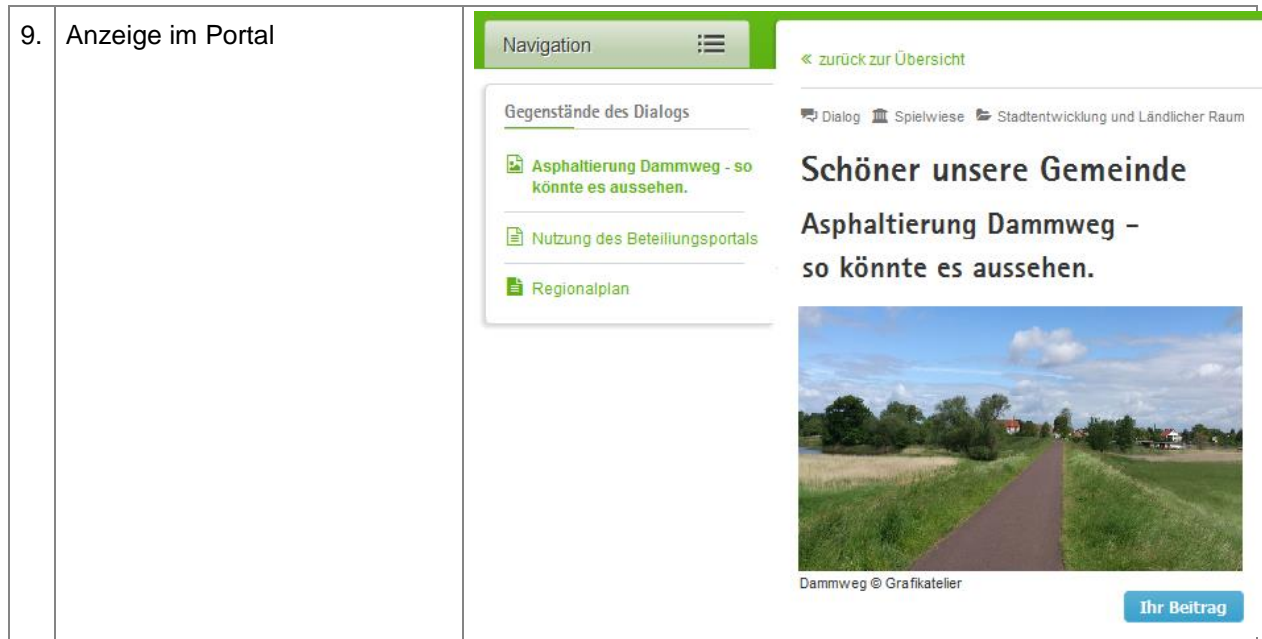 9. Anzeige im Portal
Navigation
Gegenstände des Dialogs
Asphaltierung Dammweg - so
könnte es aussehen.
Nutzung des Beteiliungsportals
Regionalplan
« zurück zur Übersicht
Dialog Spielwiese Stadtentwicklung und Ländlicher Raum
Schöner unsere Gemeinde
Asphaltierung Dammweg –
so könnte es aussehen.
Dammweg © Grafikatelier
Ihr Beitrag